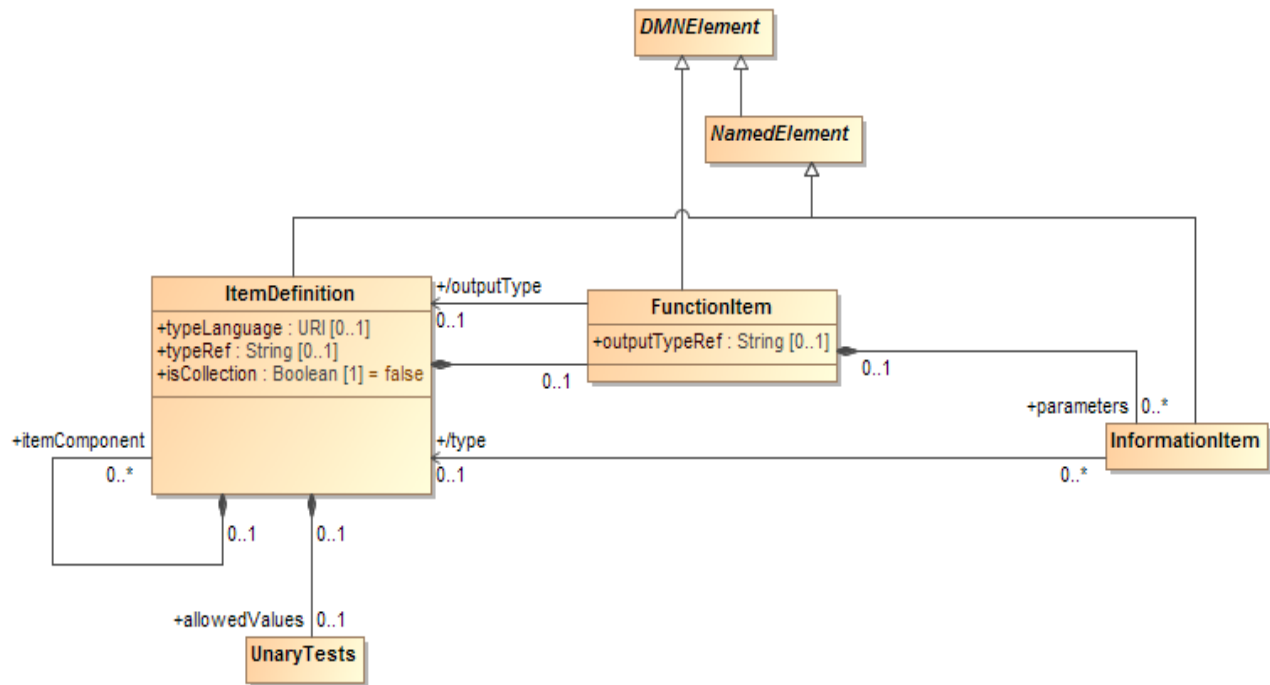 DMNElement
NamedElement
ItemDefinition
+typeLanguage : URI [0..1]
+typeRef : String [0..1]
+isCollection : Boolean [1] = false
+/outputType
0..1
FunctionItem
+outputTypeRef : String [0..1]
0..1
0..1
+parameters 0..*
InformationItem
+/type
0..1
0..*
+itemComponent
0..*
0..1
0..1
+allowedValues 0..1
UnaryTests